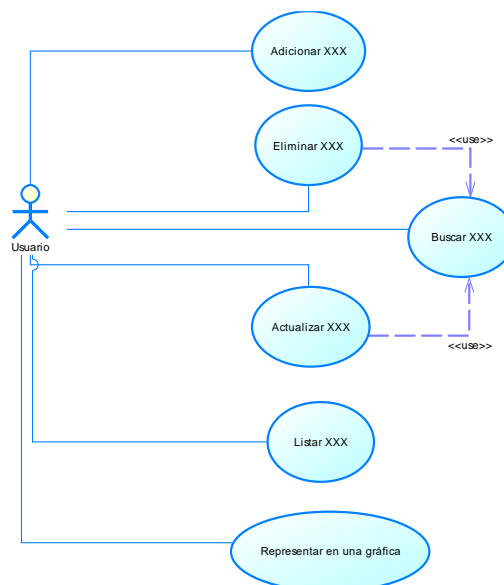 Adicionar XXX
<<use>>
Eliminar XXX
Buscar XXX
Usuario
Actualizar XXX
<<use>>
Listar XXX
Representar en una gráfica